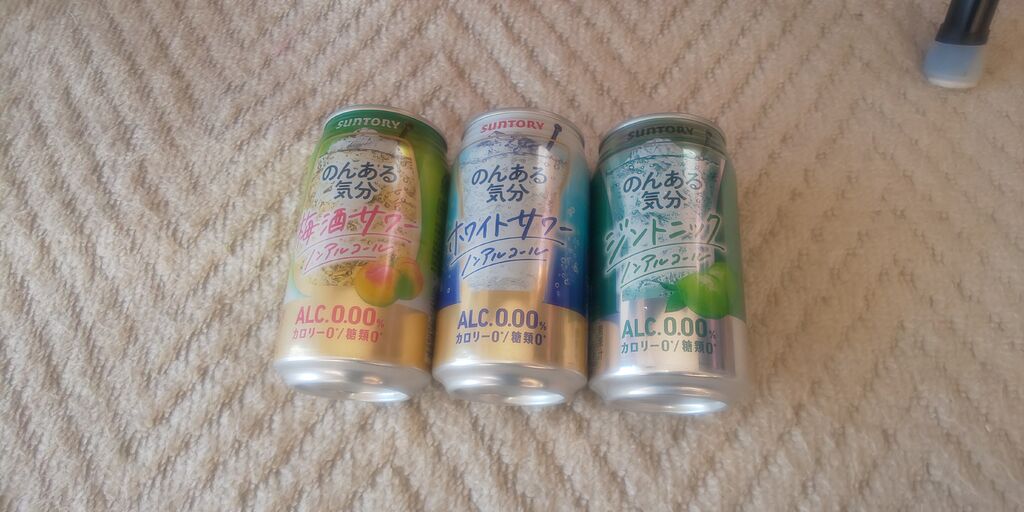 SUNTORY
のんある
気分
梅酒サワー
ノンアルコール
ALC.0.00%
カロリー0*/糖類0*
SUNTORY
のんある
気分
ホワイトサワー
ノンアルコール
ALC.0.00%
カロリー0*/糖類0*
SUNTORY
のんある
気分
ジントニック
ノンアルコール
ALC.0.00%
カロリー0*/糖類0*